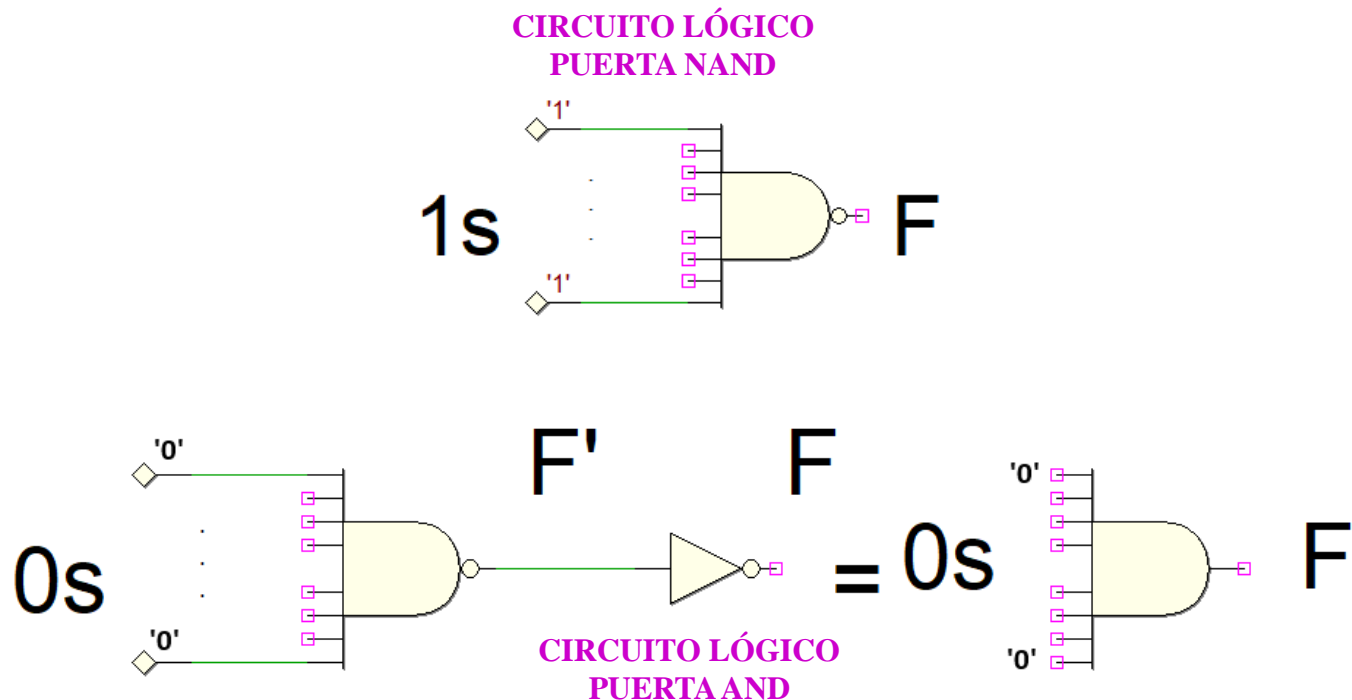 CIRCUITO LÓGICO
PUERTA NAND
'1'
1s
F
'1'
F'
F
'0'
'0'
0s
=
0s
F
'0'
'0'
CIRCUITO LÓGICO
PUERTA AND